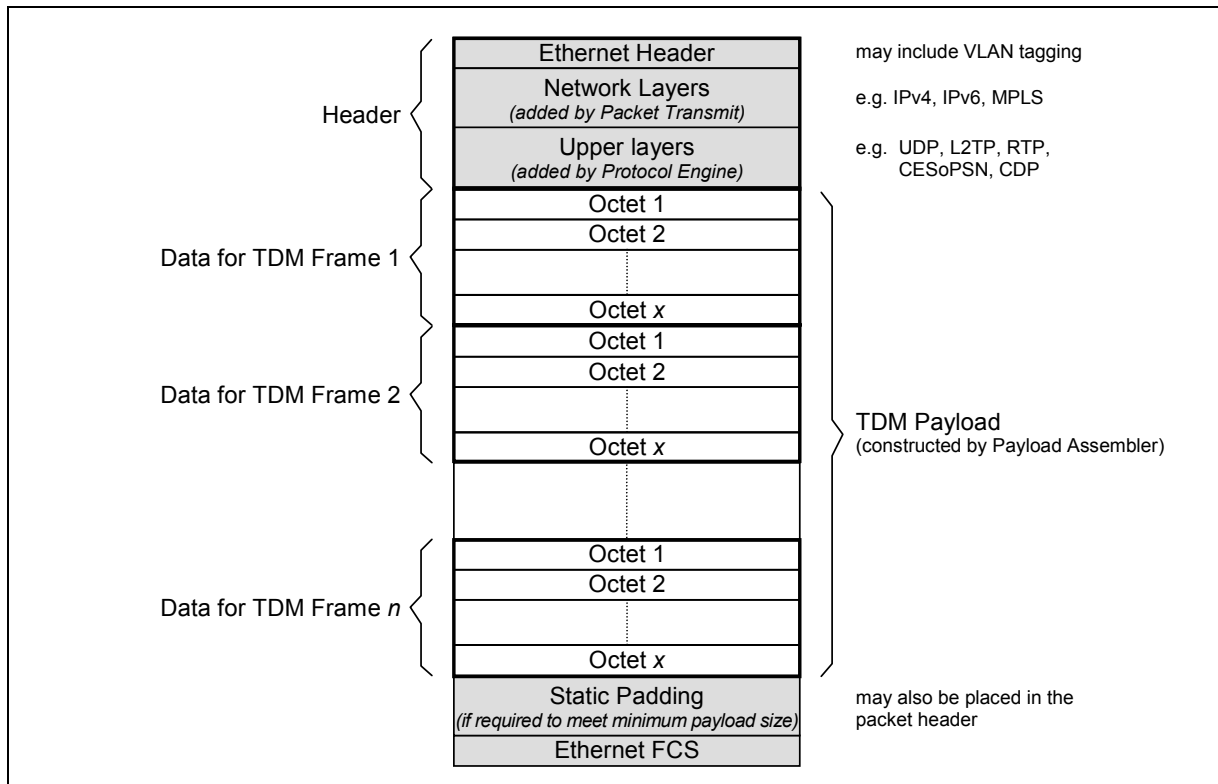 Ethernet Header
may include VLAN tagging
Network Layers
(added by Packet Transmit)
e.g. IPv4, IPv6, MPLS
Header
Upper layers
(added by Protocol Engine)
e.g. UDP, L2TP, RTP,
CESoPSN, CDP
Octet 1
Octet 2
Data for TDM Frame 1
Octet x
Octet 1
Octet 2
Data for TDM Frame 2
Octet x
TDM Payload
(constructed by Payload Assembler)
Octet 1
Octet 2
Data for TDM Frame n
Octet x
Static Padding
(if required to meet minimum payload size)
may also be placed in the
packet header
Ethernet FCS